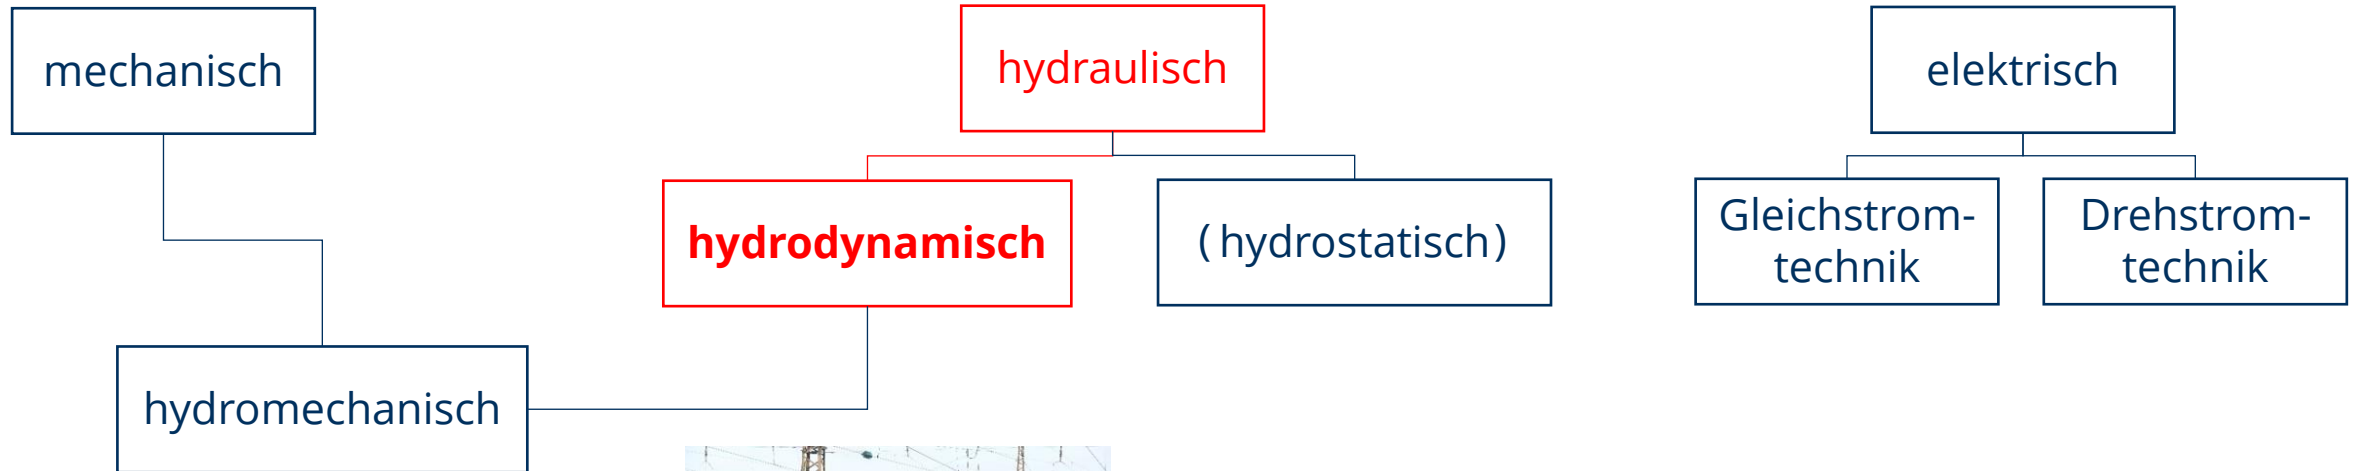 mechanisch
hydraulisch
elektrisch
hydrodynamisch
(hydrostatisch)
Gleichstrom-
technik
Drehstrom-
technik
hydromechanisch